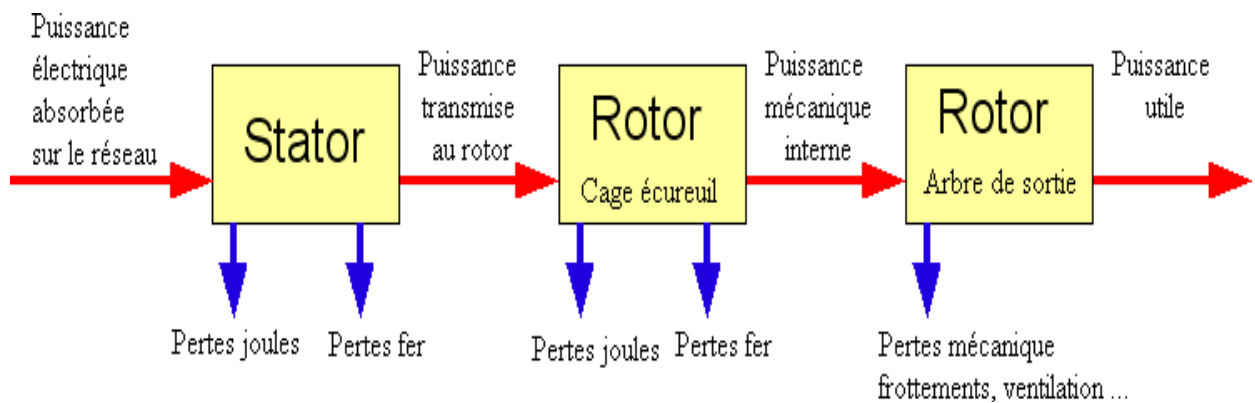 Puissance
électrique
absorbée
sur le réseau
Stator
Puissance
transmise
au rotor
Rotor
Cage écureuil
Puissance
mécanique
interne
Rotor
Arbre de sortie
Puissance
utile
Pertes joules
Pertes fer
Pertes joules
Pertes fer
Pertes mécanique
frottements, ventilation ...